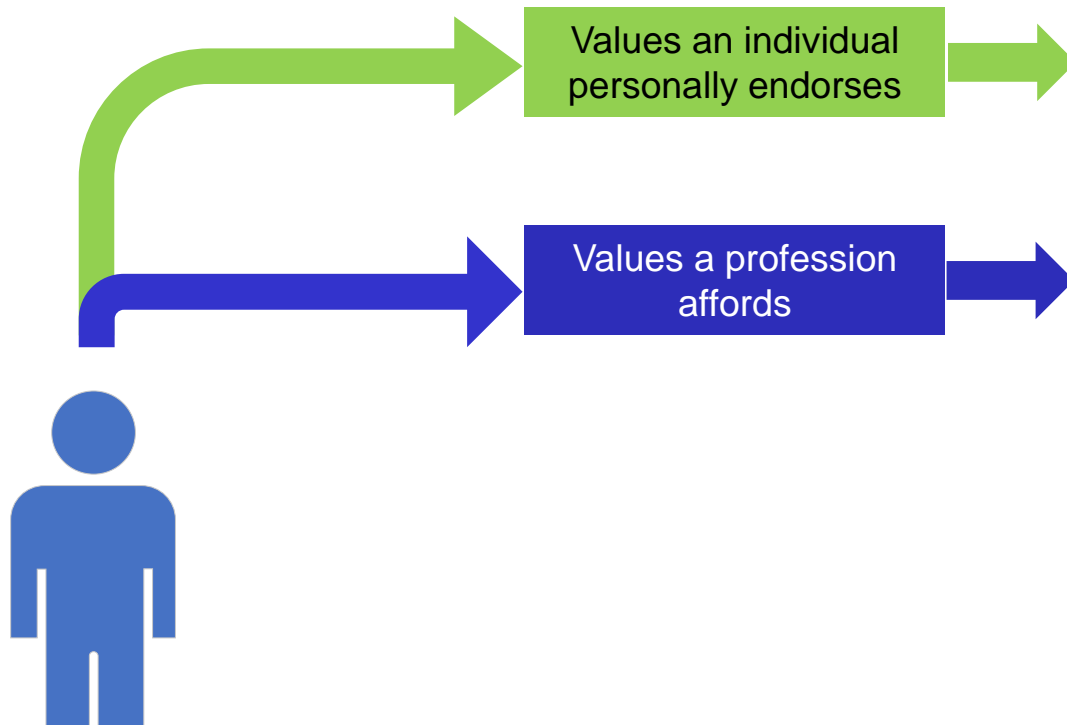 Values an individual
personally endorses
Values a profession
affords